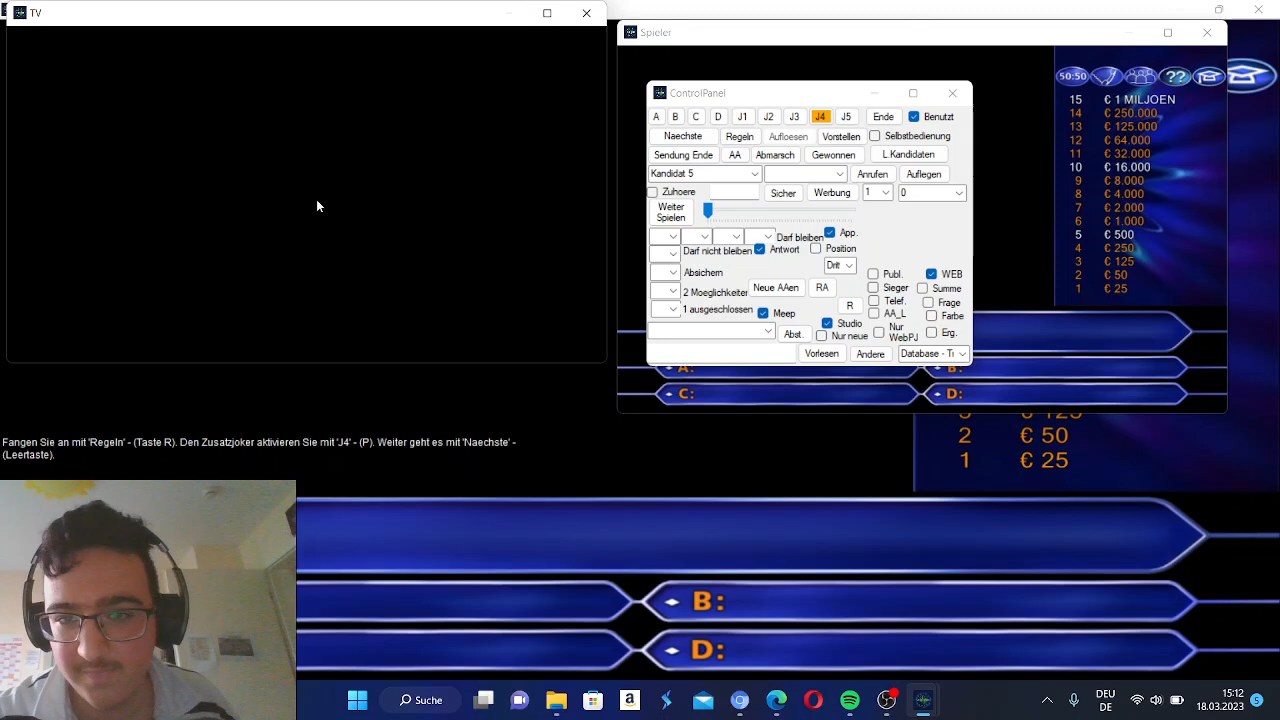 TV
Spieler
50:50
??
15 € 1 MILJOEN
14 € 250.000
13 € 125.000
12 € 64.000
11 € 32.000
10 € 16.000
9 € 8.000
8 € 4.000
7 € 2.000
6 € 1.000
5 € 500
4 € 250
3 € 125
2 € 50
1 € 25
ControlPanel
A B C D J1 J2 J3 J4 J5 Ende Benutzt
Naechste Regeln Aufloesen Vorstellen Selbstbedienung
Sendung Ende AA Abmarsch Gewonnen L.Kandidaten
Kandidat 5 Anrufen Auflegen
Zuhoere Sicher Werbung 1 0
Weiter
Spielen
Darf bleiben App.
Darf nicht bleiben Antwort Position
Drit
Absichern Publ. WEB
2 Moeglichkeiter Neue AAen RA Sieger Summe
R Telef. Frage
1 ausgeschlossen Meep AA_L Farbe
Studio
Abst. Nur neue Nur
WebPJ Erg.
Vorlesen Andere Database - Tr
A: B:
C: D:
3 € 125
2 € 50
1 € 25
Fangen Sie an mit 'Regeln' - (Taste R). Den Zusatzjoker aktivieren Sie mit 'J4' - (P). Weiter geht es mit 'Naechste' -
(Leertaste).
B:
D:
Suche
DEU
DE
15:12
18.03.2023